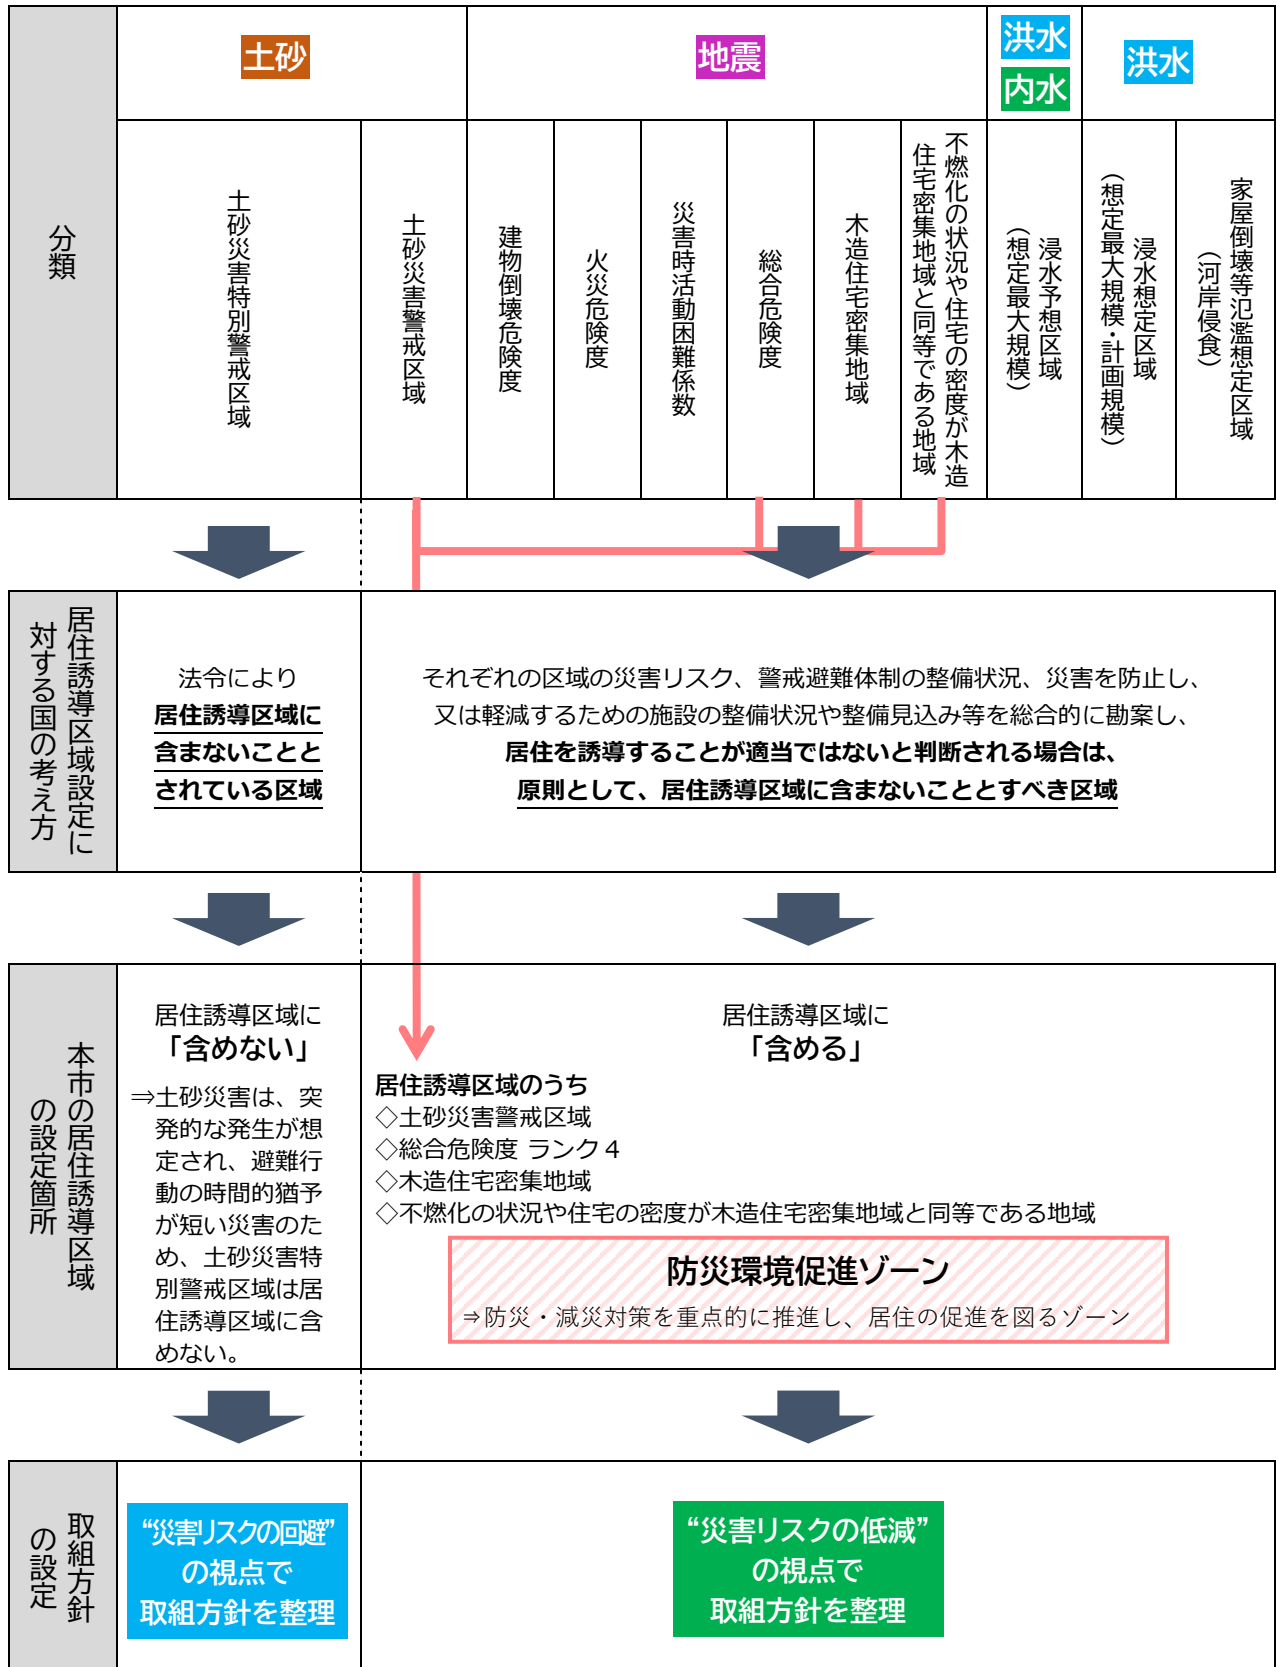 分類
土砂
地震
洪水
内水
洪水
土砂災害特別警戒区域
土砂災害警戒区域
建物倒壊危険度
火災危険度
災害時活動困難係数
総合危険度
木造住宅密集地域
不燃化の状況や住宅の密度が木造
住宅密集地域と同等である地域
浸水予想区域
（想定最大規模）
浸水想定区域
（想定最大規模・計画規模）
家屋倒壊等氾濫想定区域
（河岸侵食）
居住誘導区域設定に
対する国の考え方
法令により
居住誘導区域に
含まないことと
されている区域
それぞれの区域の災害リスク、警戒避難体制の整備状況、災害を防止し、
又は軽減するための施設の整備状況や整備見込み等を総合的に勘案し、
居住を誘導することが適当ではないと判断される場合は、
原則として、居住誘導区域に含まないこととすべき区域
本市の居住誘導区域
の設定箇所
居住誘導区域に
「含めない」
⇒土砂災害は、突
発的な発生が想
定され、避難行
動の時間的猶予
が短い災害のた
め、土砂災害特
別警戒区域は居
住誘導区域に含
めない。
居住誘導区域に
「含める」
居住誘導区域のうち
◇土砂災害警戒区域
◇総合危険度 ランク４
◇木造住宅密集地域
◇不燃化の状況や住宅の密度が木造住宅密集地域と同等である地域
防災環境促進ゾーン
⇒防災・減災対策を重点的に推進し、居住の促進を図るゾーン
取組方針
の設定
“災害リスクの回避”
の視点で
取組方針を整理
“災害リスクの低減”
の視点で
取組方針を整理